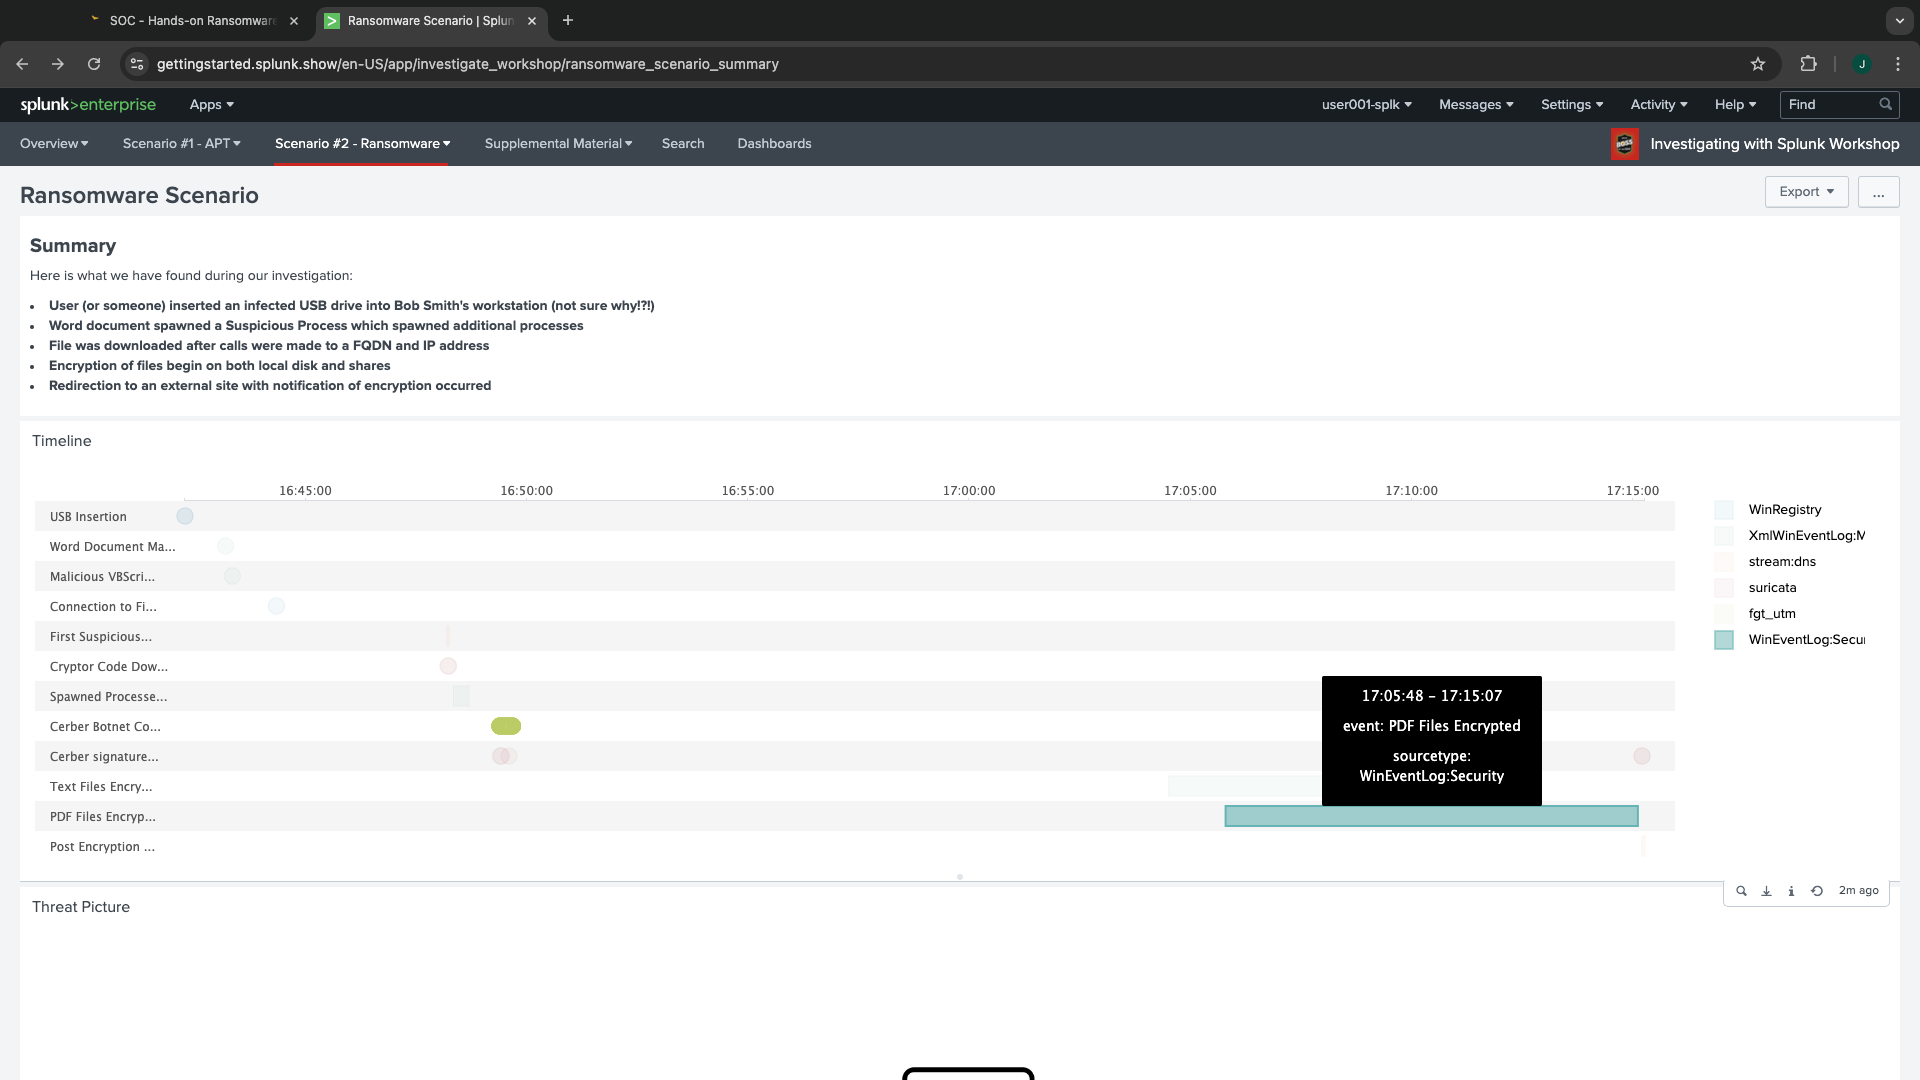 SOC - Hands-on Ransomware
Ransomware Scenario | Splun
gettingstarted.splunk.show/en-US/app/investigate_workshop/ransomware_scenario_summary
J
splunk>enterprise
Apps
user001-splk
Messages
Settings
Activity
Help
Find
Overview
Scenario #1 - APT
Scenario #2 - Ransomware
Supplemental Material
Search
Dashboards
BOSS
Investigating with Splunk Workshop
Ransomware Scenario
Export
...
Summary
Here is what we have found during our investigation:
• User (or someone) inserted an infected USB drive into Bob Smith's workstation (not sure why!?!)
• Word document spawned a Suspicious Process which spawned additional processes
• File was downloaded after calls were made to a FQDN and IP address
• Encryption of files begin on both local disk and shares
• Redirection to an external site with notification of encryption occurred
Timeline
16:45:00
16:50:00
16:55:00
17:00:00
17:05:00
17:10:00
17:15:00
USB Insertion
Word Document Ma...
Malicious VBScri...
Connection to Fi...
First Suspicious...
Cryptor Code Dow...
Spawned Processe...
Cerber Botnet Co...
Cerber signature...
Text Files Encry...
PDF Files Encryp...
Post Encryption ...
WinRegistry
XmlWinEventLog:M
stream:dns
suricata
fgt_utm
WinEventLog:Secu
17:05:48 - 17:15:07
event: PDF Files Encrypted
sourcetype:
WinEventLog:Security
2m ago
Threat Picture